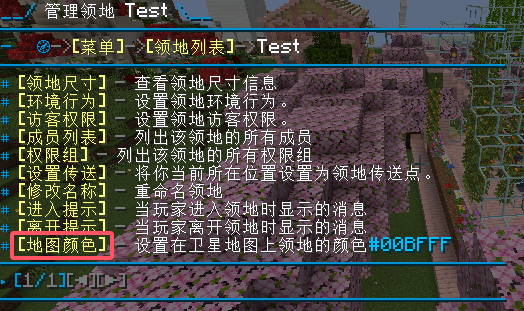 __/ 管理领地 Test \__
— 🧭->[菜单]->[领地列表]->Test
# [领地尺寸] - 查看领地尺寸信息
# [环境行为] - 设置领地环境行为。
# [访客权限] - 设置领地访客权限。
# [成员列表] - 列出该领地的所有成员
# [权限组] - 列出该领地的所有权限组
# [设置传送] - 将你当前所在位置设置为领地传送点。
# [修改名称] - 重命名领地
# [进入提示] - 当玩家进入领地时显示的消息
# [离开提示] - 当玩家离开领地时显示的消息
# [地图颜色] - 设置在卫星地图上领地的颜色#00BFFF
▸ [1/1][◀][▶]